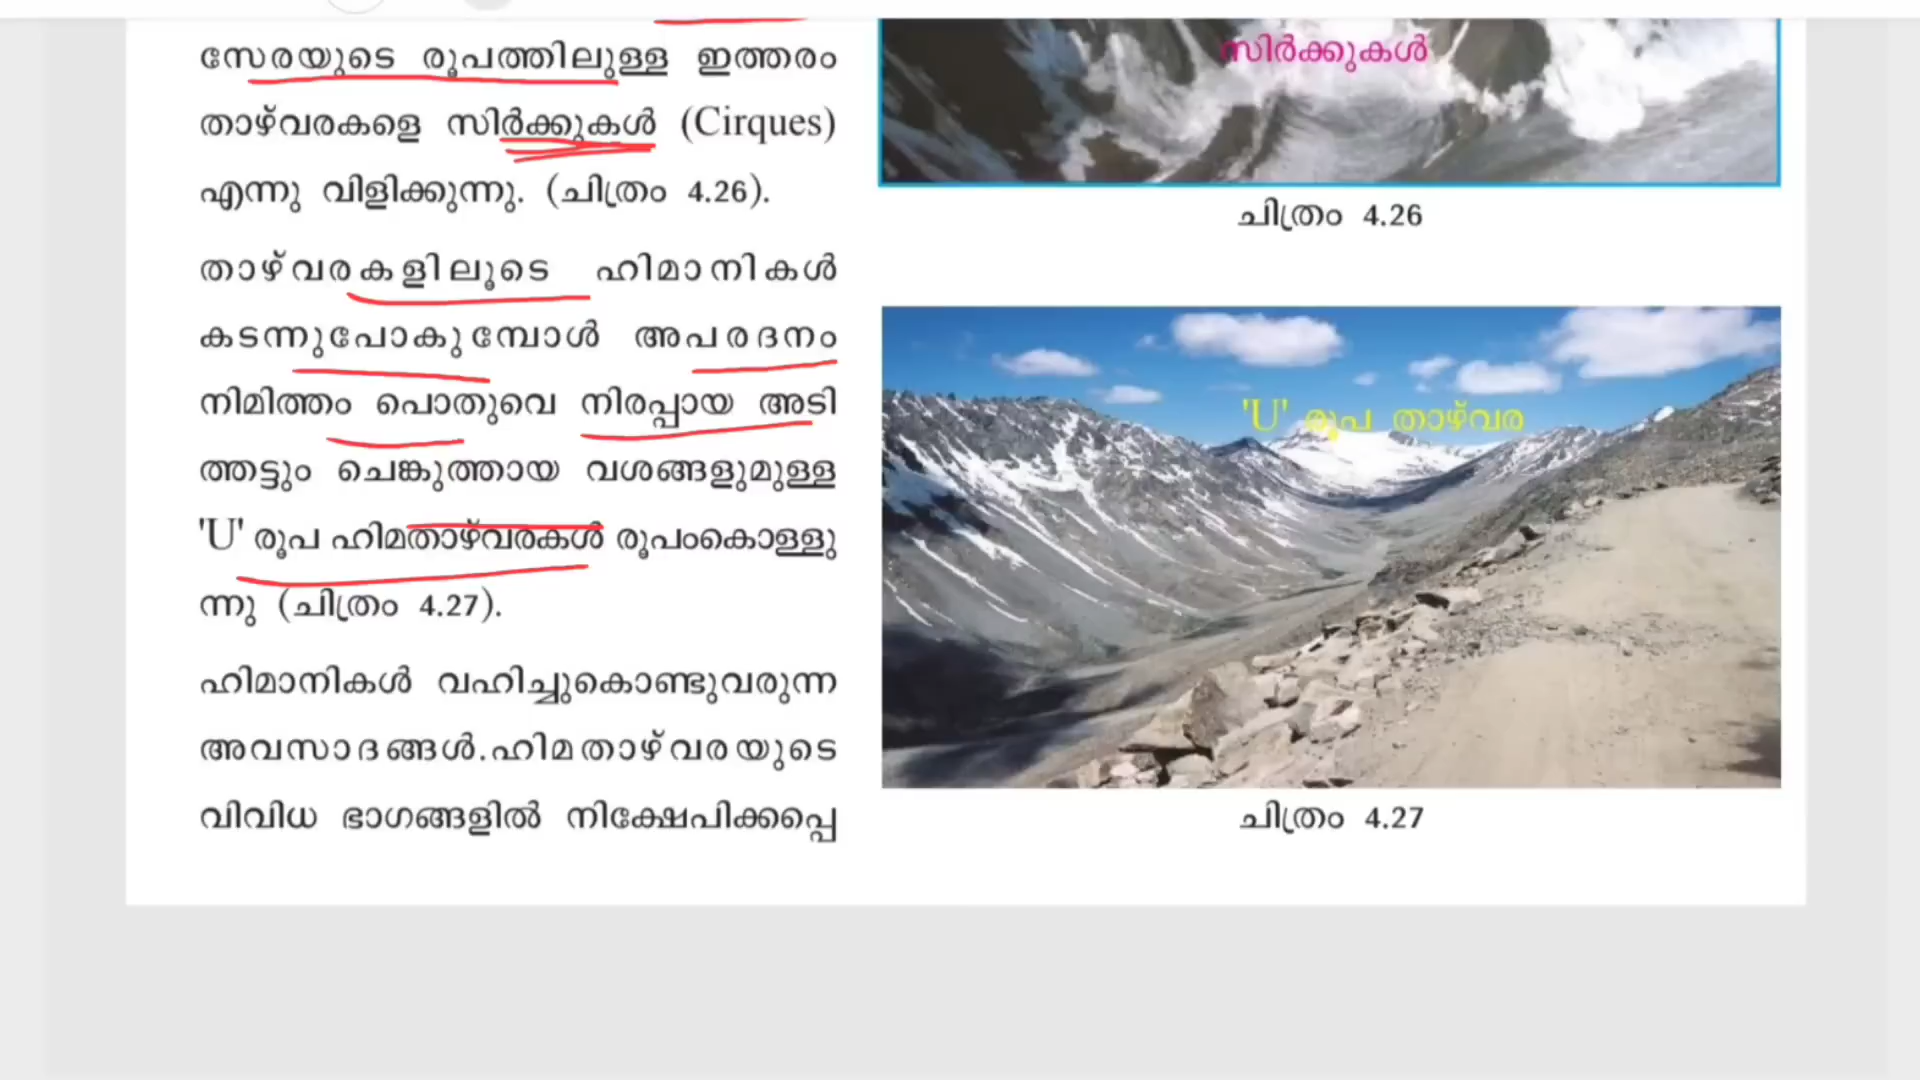 സേരയുടെ രൂപത്തിലുള്ള ഇത്തരം
താഴ്‌വരകളെ സിർക്കുകൾ (Cirques)
എന്നു വിളിക്കുന്നു. (ചിത്രം 4.26).
താഴ്‌വരകളിലൂടെ ഹിമാനികൾ
കടന്നുപോകുമ്പോൾ അപരദനം
നിമിത്തം പൊതുവെ നിരപ്പായ അടി
ത്തട്ടും ചെങ്കുത്തായ വശങ്ങളുമുള്ള
'U' രൂപ ഹിമതാഴ്‌വരകൾ രൂപംകൊള്ളു
ന്നു (ചിത്രം 4.27).
ഹിമാനികൾ വഹിച്ചുകൊണ്ടുവരുന്ന
അവസാദങ്ങൾ.ഹിമതാഴ്‌വരയുടെ
വിവിധ ഭാഗങ്ങളിൽ നിക്ഷേപിക്കപ്പെ
സിർക്കുകൾ
ചിത്രം 4.26
'U' രൂപ താഴ്‌വര
ചിത്രം 4.27